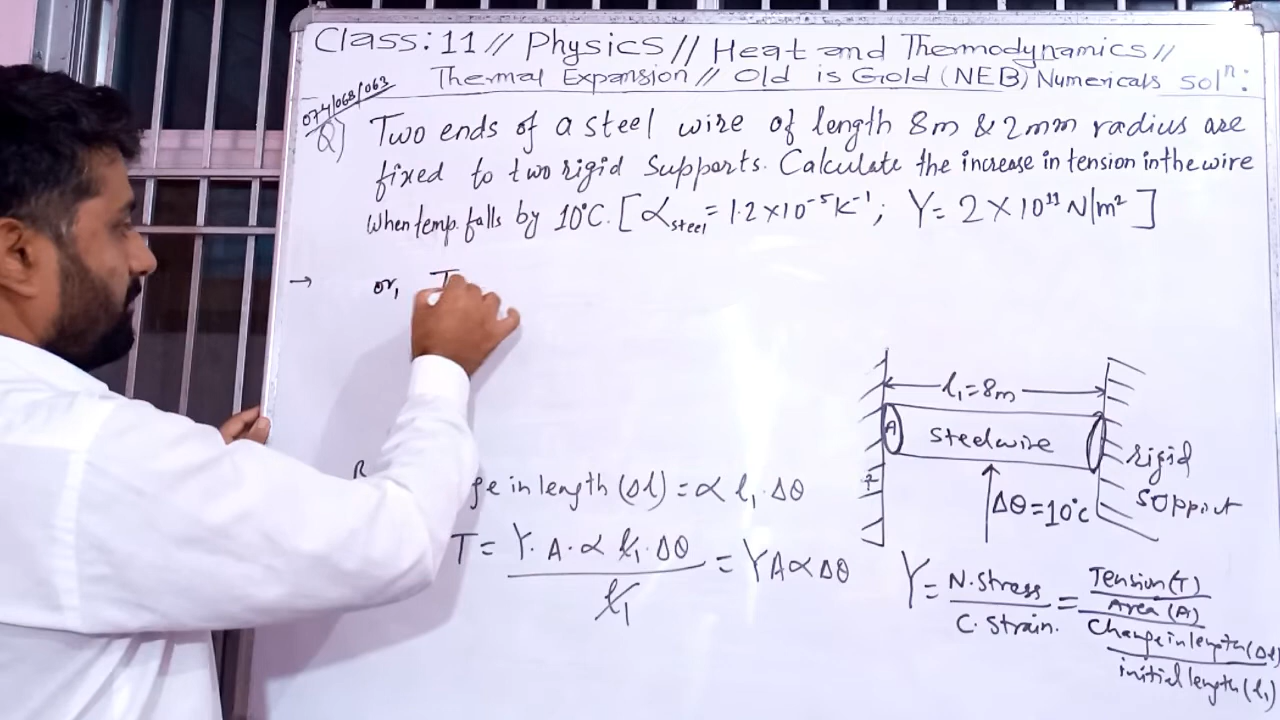 Class: 11 // Physics // Heat and Thermodynamics //
Thermal Expansion // Old is Gold (NEB) Numericals solⁿ:
074/068/063
Q) Two ends of a steel wire of length 8m & 2mm radius are
fixed to two rigid supports. Calculate the increase in tension in the wire
when temp. falls by 10°C. [α_steel = 1.2 × 10⁻⁵ K⁻¹; Y = 2 × 10¹¹ N/m²]
→ or, T
l₁ = 8m
A steel wire
rigid
support
Δθ = 10°C
ge in length (Δl) = α l₁ · Δθ
T = Y. A. α l₁. Δθ / l₁ = Y A α Δθ
Y = N. stress / C. strain. = Tension (T) / Area (A) / Change in length (Δl) / initial length (l₁)